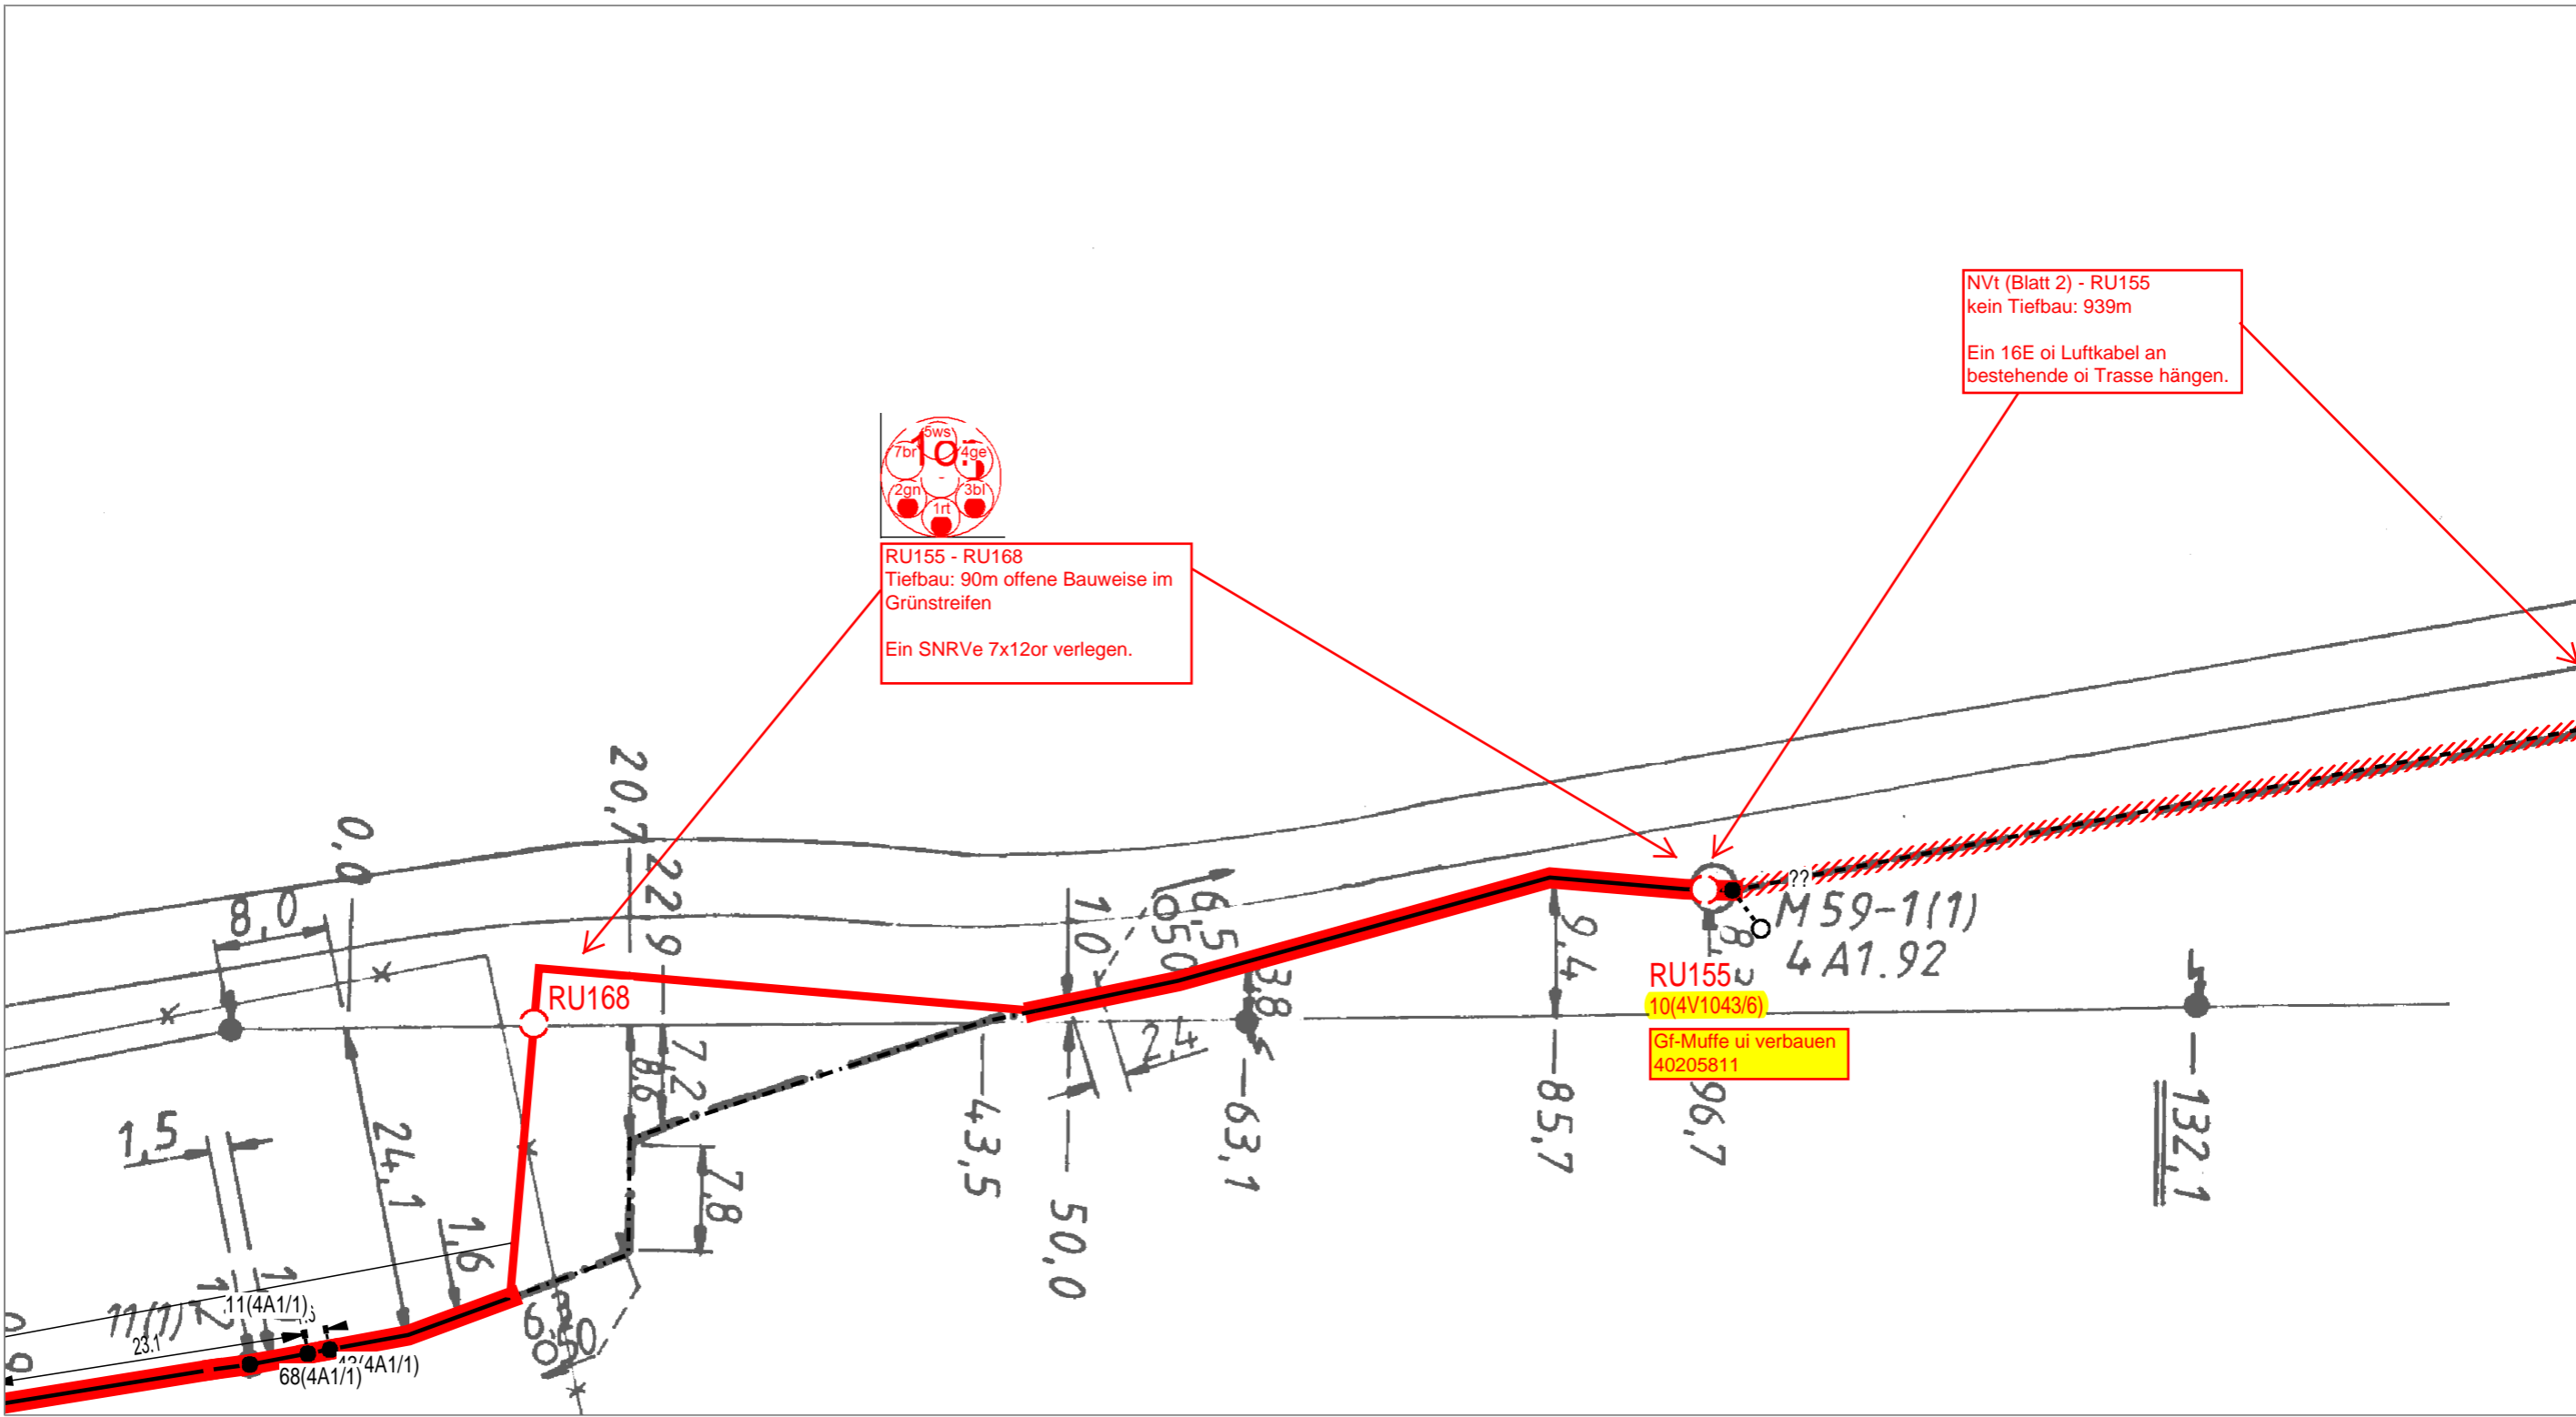 NVt (Blatt 2) - RU155
kein Tiefbau: 939m
Ein 16E oi Luftkabel an
bestehende oi Trasse hängen.
5ws
7br
4ge
2gn
3bl
1rt
RU155 - RU168
Tiefbau: 90m offene Bauweise im
Grünstreifen
Ein SNRVe 7x12or verlegen.
20,7
22,9
0,0
8,0
1,0
6,5
O50
3,8
9,4
??
M59-1(1)
4A1.92
RU155
10(4V1043/6)
Gf-Muffe ui verbauen
40205811
RU168
7,2
8,6
2,4
43,5
50,0
63,1
85,7
96,7
132,1
1,5
24,1
7,8
1,6
11(1)
11(4A1/1)
23.1
68(4A1/1)